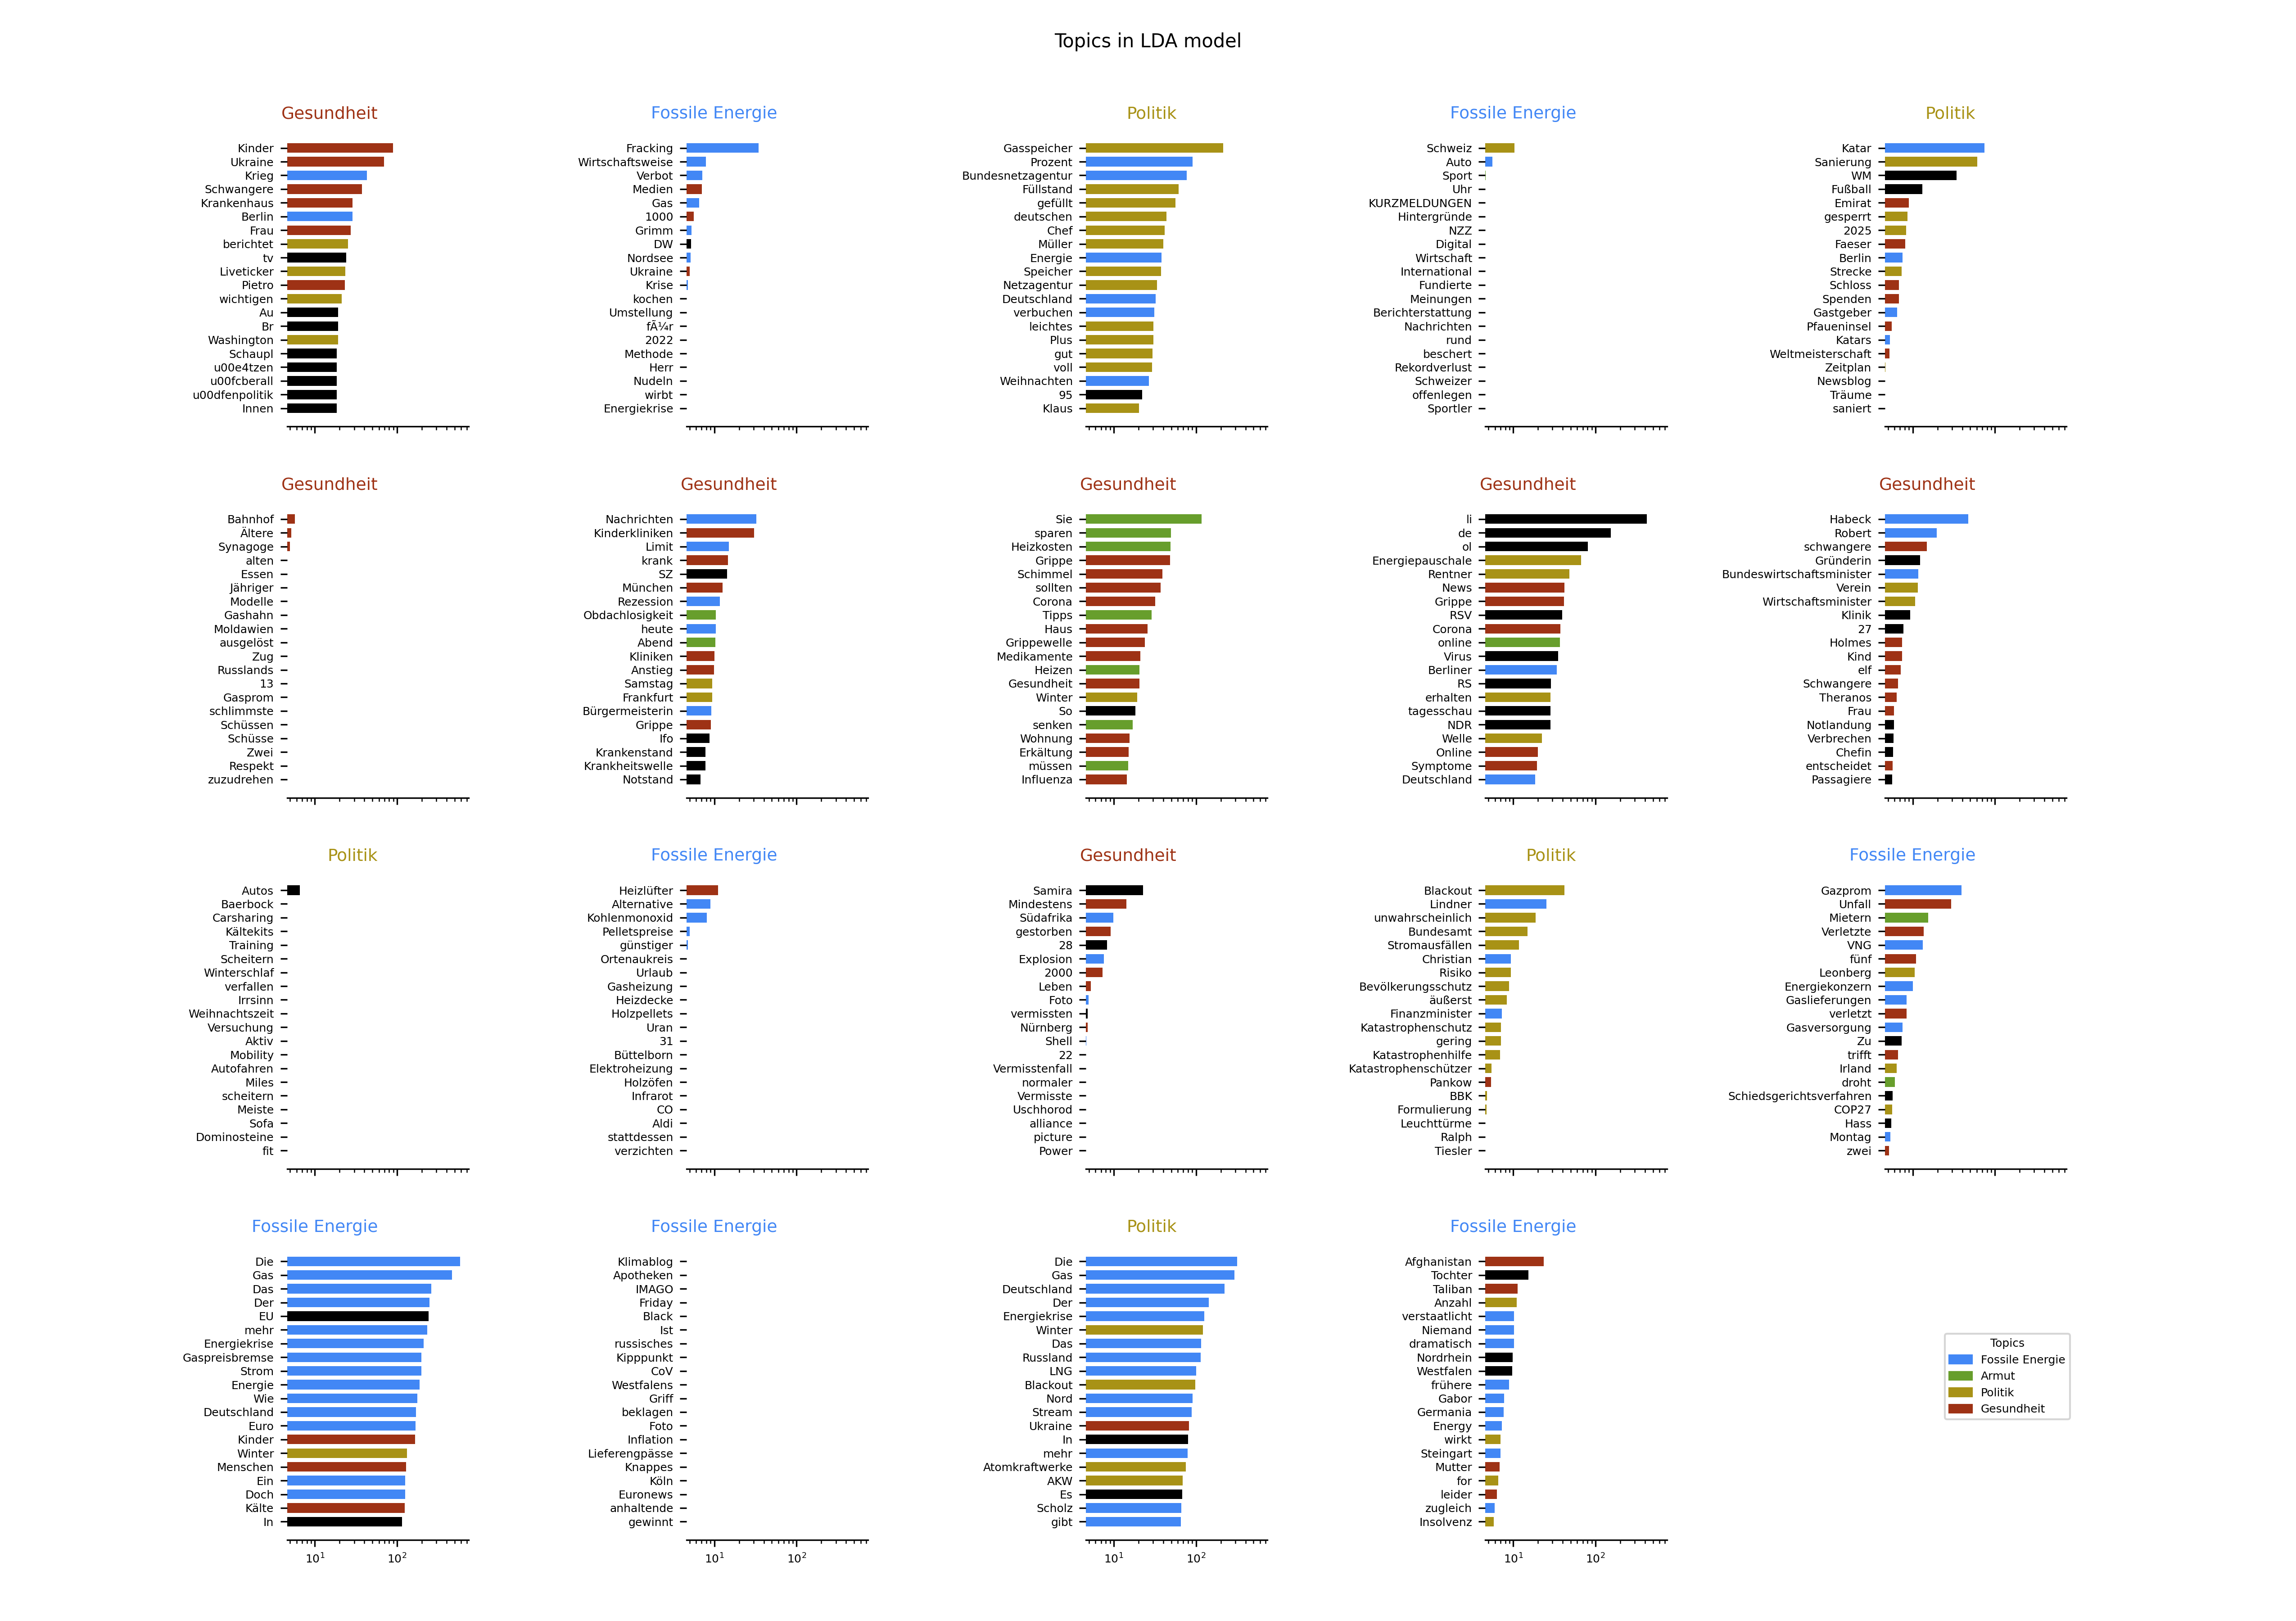 Topics in LDA model
Gesundheit
Kinder
Ukraine
Krieg
Schwangere
Krankenhaus
Berlin
Frau
berichtet
tv
Liveticker
Pietro
wichtigen
Au
Br
Washington
Schaupl
u00e4tzen
u00fcberall
u00dfenpolitik
Innen
Fossile Energie
Fracking
Wirtschaftsweise
Verbot
Medien
Gas
1000
Grimm
DW
Nordsee
Ukraine
Krise
kochen
Umstellung
fÃ¼r
2022
Methode
Herr
Nudeln
wirbt
Energiekrise
Politik
Gasspeicher
Prozent
Bundesnetzagentur
Füllstand
gefüllt
deutschen
Chef
Müller
Energie
Speicher
Netzagentur
Deutschland
verbuchen
leichtes
Plus
gut
voll
Weihnachten
95
Klaus
Fossile Energie
Schweiz
Auto
Sport
Uhr
KURZMELDUNGEN
Hintergründe
NZZ
Digital
Wirtschaft
International
Fundierte
Meinungen
Berichterstattung
Nachrichten
rund
beschert
Rekordverlust
Schweizer
offenlegen
Sportler
Politik
Katar
Sanierung
WM
Fußball
Emirat
gesperrt
2025
Faeser
Berlin
Strecke
Schloss
Spenden
Gastgeber
Pfaueninsel
Katars
Weltmeisterschaft
Zeitplan
Newsblog
Träume
saniert
Gesundheit
Bahnhof
Ältere
Synagoge
alten
Essen
Jähriger
Modelle
Gashahn
Moldawien
ausgelöst
Zug
Russlands
13
Gasprom
schlimmste
Schüssen
Schüsse
Zwei
Respekt
zuzudrehen
Gesundheit
Nachrichten
Kinderkliniken
Limit
krank
SZ
München
Rezession
Obdachlosigkeit
heute
Abend
Kliniken
Anstieg
Samstag
Frankfurt
Bürgermeisterin
Grippe
Ifo
Krankenstand
Krankheitswelle
Notstand
Gesundheit
Sie
sparen
Heizkosten
Grippe
Schimmel
sollten
Corona
Tipps
Haus
Grippewelle
Medikamente
Heizen
Gesundheit
Winter
So
senken
Wohnung
Erkältung
müssen
Influenza
Gesundheit
li
de
ol
Energiepauschale
Rentner
News
Grippe
RSV
Corona
online
Virus
Berliner
RS
erhalten
tagesschau
NDR
Welle
Online
Symptome
Deutschland
Gesundheit
Habeck
Robert
schwangere
Gründerin
Bundeswirtschaftsminister
Verein
Wirtschaftsminister
Klinik
27
Holmes
Kind
elf
Schwangere
Theranos
Frau
Notlandung
Verbrechen
Chefin
entscheidet
Passagiere
Politik
Autos
Baerbock
Carsharing
Kältekits
Training
Scheitern
Winterschlaf
verfallen
Irrsinn
Weihnachtszeit
Versuchung
Aktiv
Mobility
Autofahren
Miles
scheitern
Meiste
Sofa
Dominosteine
fit
Fossile Energie
Heizlüfter
Alternative
Kohlenmonoxid
Pelletspreise
günstiger
Ortenaukreis
Urlaub
Gasheizung
Heizdecke
Holzpellets
Uran
31
Büttelborn
Elektroheizung
Holzöfen
Infrarot
CO
Aldi
stattdessen
verzichten
Gesundheit
Samira
Mindestens
Südafrika
gestorben
28
Explosion
2000
Leben
Foto
vermissten
Nürnberg
Shell
22
Vermisstenfall
normaler
Vermisste
Uschhorod
alliance
picture
Power
Politik
Blackout
Lindner
unwahrscheinlich
Bundesamt
Stromausfällen
Christian
Risiko
Bevölkerungsschutz
äußerst
Finanzminister
Katastrophenschutz
gering
Katastrophenhilfe
Katastrophenschützer
Pankow
BBK
Formulierung
Leuchttürme
Ralph
Tiesler
Fossile Energie
Gazprom
Unfall
Mietern
Verletzte
VNG
fünf
Leonberg
Energiekonzern
Gaslieferungen
verletzt
Gasversorgung
Zu
trifft
Irland
droht
Schiedsgerichtsverfahren
COP27
Hass
Montag
zwei
Fossile Energie
Die
Gas
Das
Der
EU
mehr
Energiekrise
Gaspreisbremse
Strom
Energie
Wie
Deutschland
Euro
Kinder
Winter
Menschen
Ein
Doch
Kälte
In
10¹ 10²
Fossile Energie
Klimablog
Apotheken
IMAGO
Friday
Black
Ist
russisches
Kipppunkt
CoV
Westfalens
Griff
beklagen
Foto
Inflation
Lieferengpässe
Knappes
Köln
Euronews
anhaltende
gewinnt
10¹ 10²
Politik
Die
Gas
Deutschland
Der
Energiekrise
Winter
Das
Russland
LNG
Blackout
Nord
Stream
Ukraine
In
mehr
Atomkraftwerke
AKW
Es
Scholz
gibt
10¹ 10²
Fossile Energie
Afghanistan
Tochter
Taliban
Anzahl
verstaatlicht
Niemand
dramatisch
Nordrhein
Westfalen
frühere
Gabor
Germania
Energy
wirkt
Steingart
Mutter
for
leider
zugleich
Insolvenz
10¹ 10²
Topics
Fossile Energie
Armut
Politik
Gesundheit